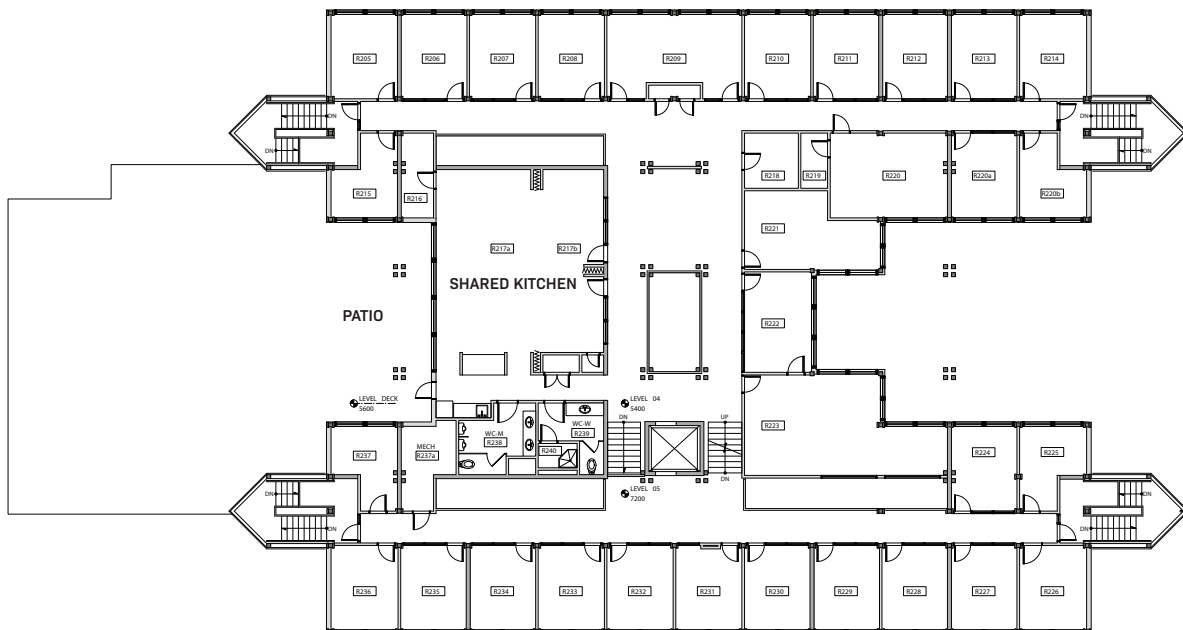 R205
R206
R207
R208
R209
R210
R211
R212
R213
R214
DN
DN
DN
DN
R215
R216
R218
R219
R220
R220a
R220b
R221
R217a
R217b
SHARED KITCHEN
PATIO
R222
LEVEL DECK
5600
LEVEL 04
5400
DN
UP
WC-M
R238
WC-W
R239
R240
MECH
R237a
R237
R223
R224
R225
DN
LEVEL 05
7200
DN
DN
DN
DN
R236
R235
R234
R233
R232
R231
R230
R229
R228
R227
R226